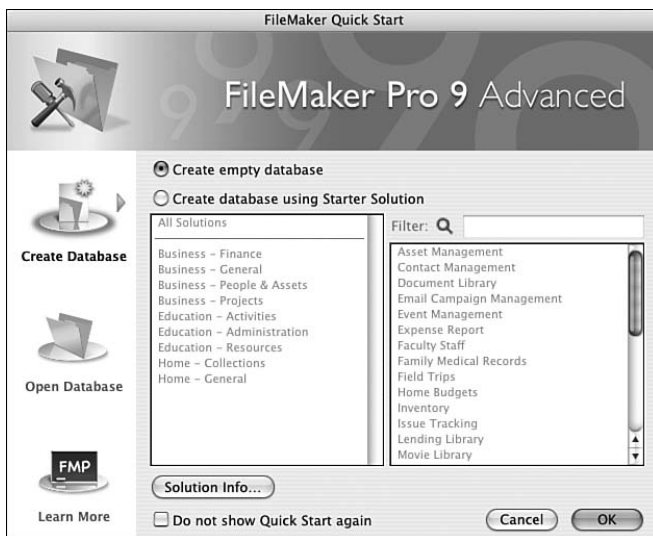 FileMaker Quick Start
FileMaker Pro 9 Advanced
Create Database
Open Database
FMP
Learn More
Create empty database
Create database using Starter Solution
All Solutions
Business – Finance
Business – General
Business – People & Assets
Business – Projects
Education – Activities
Education – Administration
Education – Resources
Home – Collections
Home – General
Filter:
Asset Management
Contact Management
Document Library
Email Campaign Management
Event Management
Expense Report
Faculty Staff
Family Medical Records
Field Trips
Home Budgets
Inventory
Issue Tracking
Lending Library
Movie Library
Solution Info...
Do not show Quick Start again
Cancel
OK